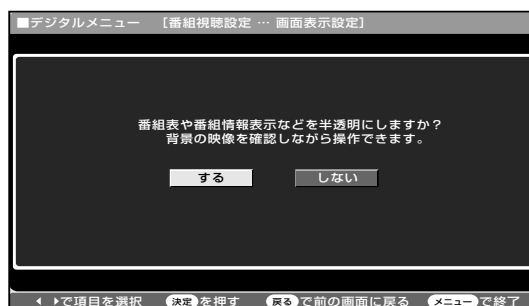 ■デジタルメニュー [番組視聴設定 … 画面表示設定]
番組表や番組情報表示などを半透明にしますか？
背景の映像を確認しながら操作できます。
する しない
で項目を選択 決定 を押す 戻る で前の画面に戻る メニュー で終了